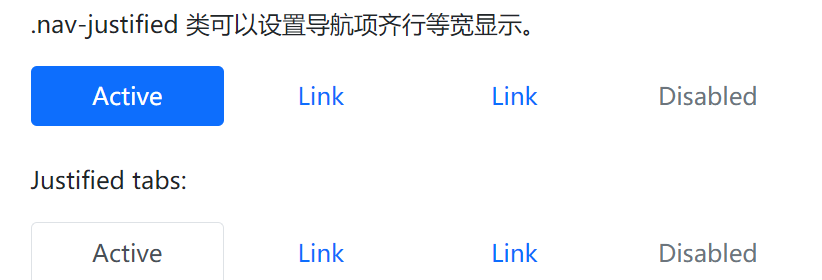 .nav-justified 类可以设置导航项齐行等宽显示。
Active Link Link Disabled
Justified tabs:
Active Link Link Disabled